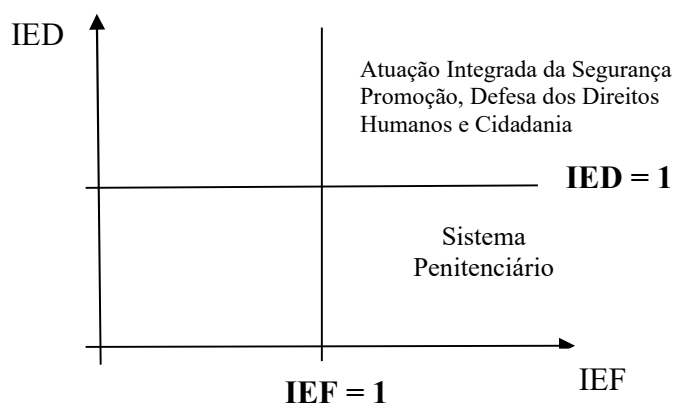 IED
Atuação Integrada da Segurança
Promoção, Defesa dos Direitos
Humanos e Cidadania
IED = 1
Sistema
Penitenciário
IEF = 1
IEF